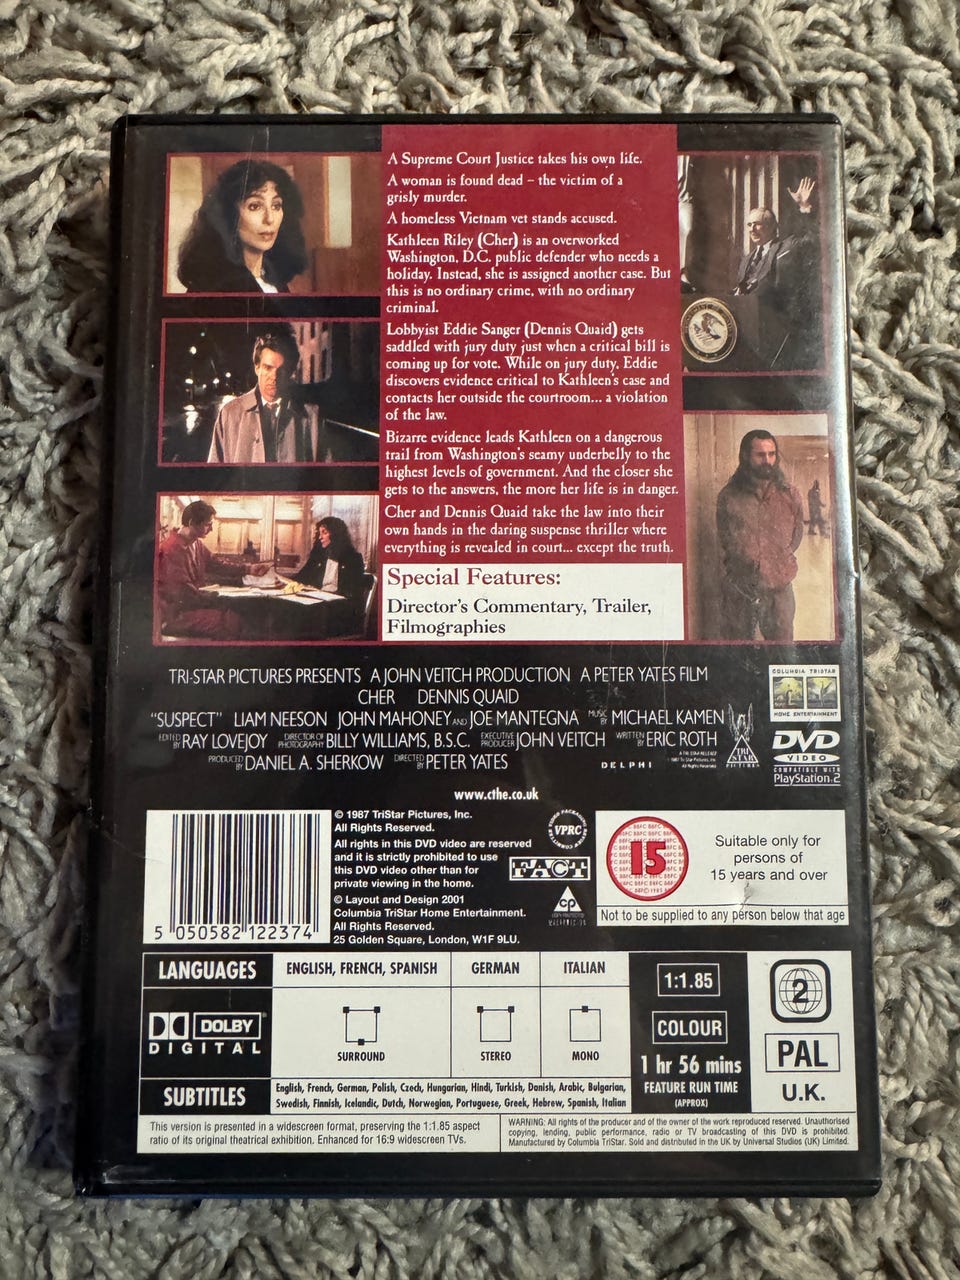 A Supreme Court Justice takes his own life.
A woman is found dead – the victim of a
grisly murder.
A homeless Vietnam vet stands accused.
Kathleen Riley (Cher) is an overworked
Washington, D.C. public defender who needs a
holiday. Instead, she is assigned another case. But
this is no ordinary crime, with no ordinary
criminal.
Lobbyist Eddie Sanger (Dennis Quaid) gets
saddled with jury duty just when a critical bill is
coming up for vote. While on jury duty, Eddie
discovers evidence critical to Kathleen's case and
contacts her outside the courtroom... a violation
of the law.
Bizarre evidence leads Kathleen on a dangerous
trail from Washington's seamy underbelly to the
highest levels of government. And the closer she
gets to the answers, the more her life is in danger.
Cher and Dennis Quaid take the law into their
own hands in the daring suspense thriller where
everything is revealed in court... except the truth.
Special Features:
Director's Commentary, Trailer,
Filmographies
TRI-STAR PICTURES PRESENTS A JOHN VEITCH PRODUCTION A PETER YATES FILM
CHER DENNIS QUAID
"SUSPECT" LIAM NEESON JOHN MAHONEY AND JOE MANTEGNA MUSIC BY MICHAEL KAMEN
EDITED BY RAY LOVEJOY DIRECTOR OF PHOTOGRAPHY BILLY WILLIAMS, B.S.C. EXECUTIVE PRODUCER JOHN VEITCH WRITTEN BY ERIC ROTH
PRODUCED BY DANIEL A. SHERKOW DIRECTED BY PETER YATES
DELPHI
A TRI-STAR RELEASE
1987 Tri-Star Pictures, Inc.
All Rights Reserved
TRI STAR PICTURES
COLUMBIA TRISTAR
HOME ENTERTAINMENT
DVD
VIDEO
COMPATIBLE WITH
PlayStation.2
www.cthe.co.uk
5 050582 122374
© 1987 TriStar Pictures, Inc.
All Rights Reserved.
All rights in this DVD video are reserved
and it is strictly prohibited to use
this DVD video other than for
private viewing in the home.
© Layout and Design 2001
Columbia TriStar Home Entertainment.
All Rights Reserved.
25 Golden Square, London, W1F 9LU.
VPRC
FACT
CP
15
Suitable only for
persons of
15 years and over
Not to be supplied to any person below that age
LANGUAGES
ENGLISH, FRENCH, SPANISH
GERMAN
ITALIAN
DOLBY
DIGITAL
SURROUND
STEREO
MONO
SUBTITLES
English, French, German, Polish, Czech, Hungarian, Hindi, Turkish, Danish, Arabic, Bulgarian,
Swedish, Finnish, Icelandic, Dutch, Norwegian, Portuguese, Greek, Hebrew, Spanish, Italian
1:1.85
COLOUR
1 hr 56 mins
FEATURE RUN TIME
(APPROX)
2
PAL
U.K.
This version is presented in a widescreen format, preserving the 1:1.85 aspect
ratio of its original theatrical exhibition. Enhanced for 16:9 widescreen TVs.
WARNING: All rights of the producer and of the owner of the work reproduced reserved. Unauthorised
copying, lending, public performance, radio or TV broadcasting of this DVD is prohibited.
Manufactured by Columbia TriStar. Sold and distributed in the UK by Universal Studios (UK) Limited.